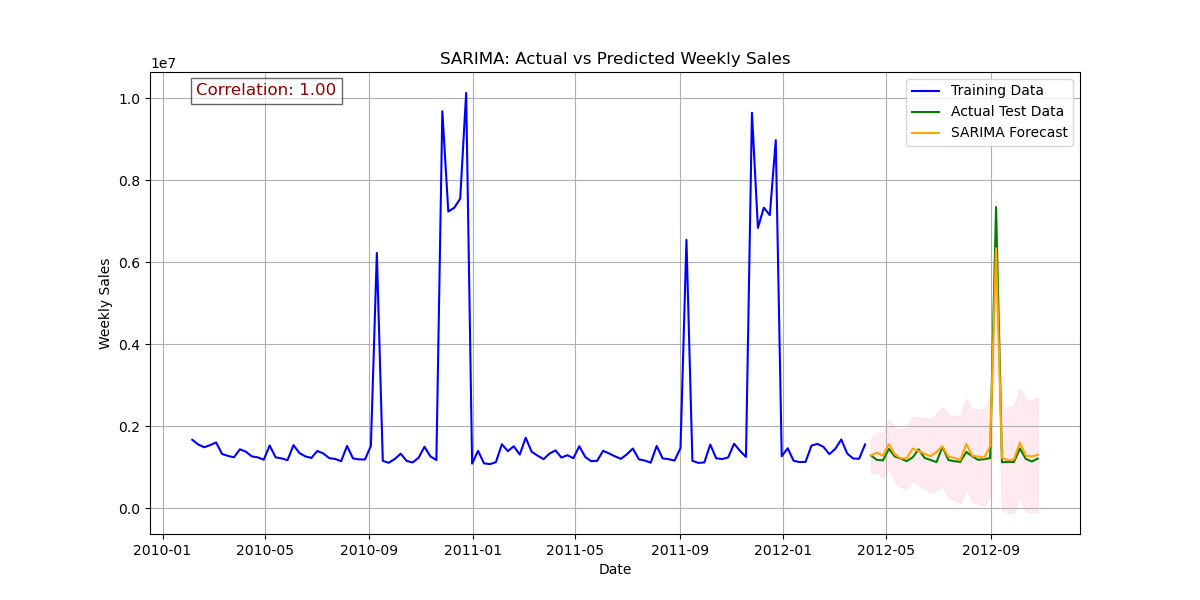 SARIMA: Actual vs Predicted Weekly Sales
1e7
Correlation: 1.00
Training Data
Actual Test Data
SARIMA Forecast
1.0
0.8
0.6
0.4
0.2
0.0
Weekly Sales
2010-01 2010-05 2010-09 2011-01 2011-05 2011-09 2012-01 2012-05 2012-09
Date